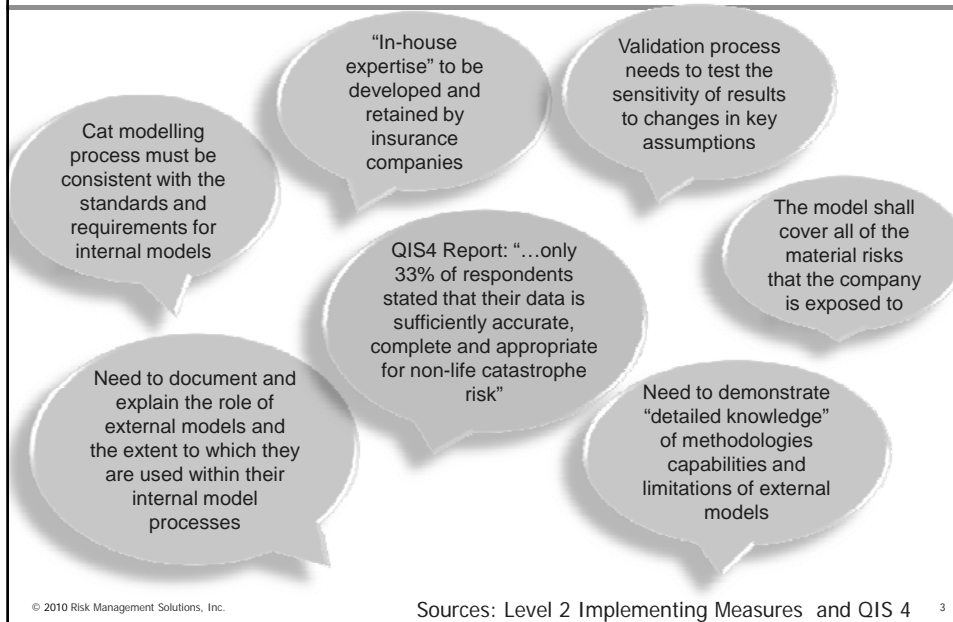 “In-house
expertise” to be
developed and
retained by
insurance
companies
Validation process
needs to test the
sensitivity of results
to changes in key
assumptions
Cat modelling
process must be
consistent with the
standards and
requirements for
internal models
The model shall
cover all of the
material risks
that the company
is exposed to
QIS4 Report: “…only
33% of respondents
stated that their data is
sufficiently accurate,
complete and appropriate
for non-life catastrophe
risk”
Need to document and
explain the role of
external models and
the extent to which they
are used within their
internal model
processes
Need to demonstrate
“detailed knowledge”
of methodologies
capabilities and
limitations of external
models
© 2010 Risk Management Solutions, Inc.
Sources: Level 2 Implementing Measures and QIS 4
3